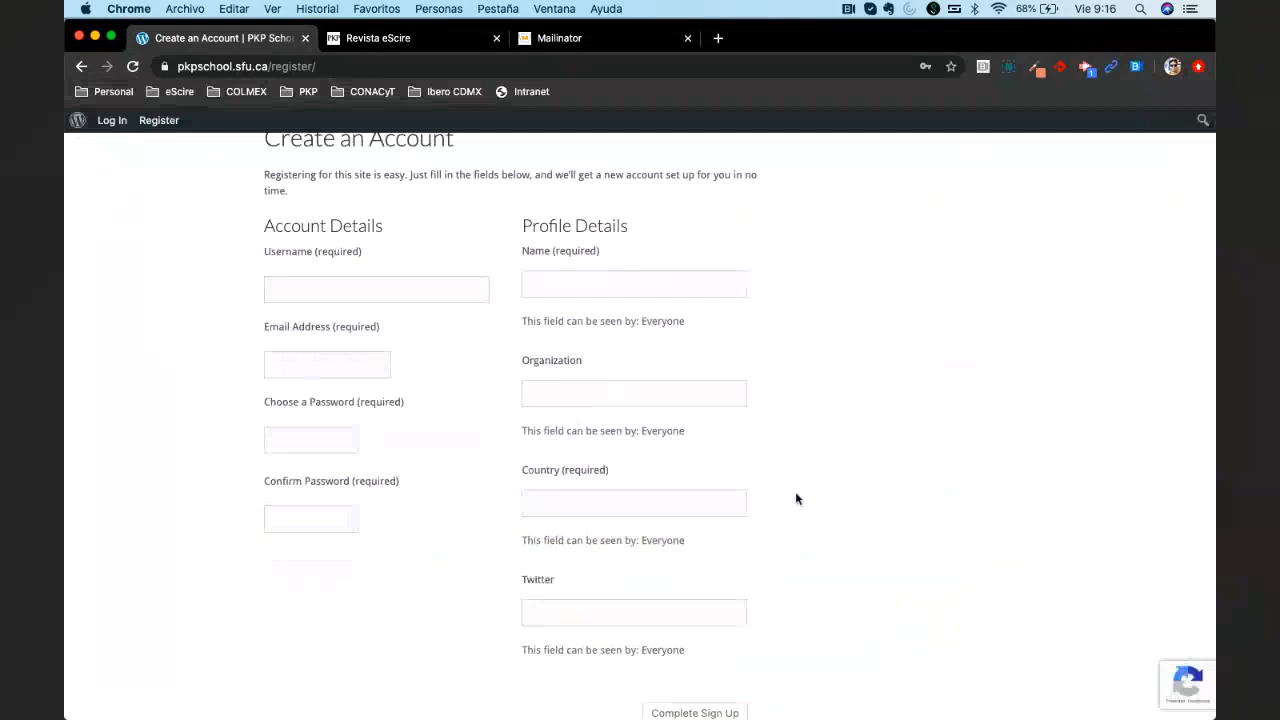 Chrome Archivo Editar Ver Historial Favoritos Personas Pestaña Ventana Ayuda 68% Vie 9:16
Create an Account | PKP Schoo Revista eScire Mailinator
pkpschool.sfu.ca/register/
Personal eScire COLMEX PKP CONACyT Ibero CDMX Intranet
Log In Register
Create an Account
Registering for this site is easy. Just fill in the fields below, and we'll get a new account set up for you in no
time.
Account Details
Username (required)
Email Address (required)
Choose a Password (required)
Confirm Password (required)
Profile Details
Name (required)
This field can be seen by: Everyone
Organization
This field can be seen by: Everyone
Country (required)
This field can be seen by: Everyone
Twitter
This field can be seen by: Everyone
Complete Sign Up